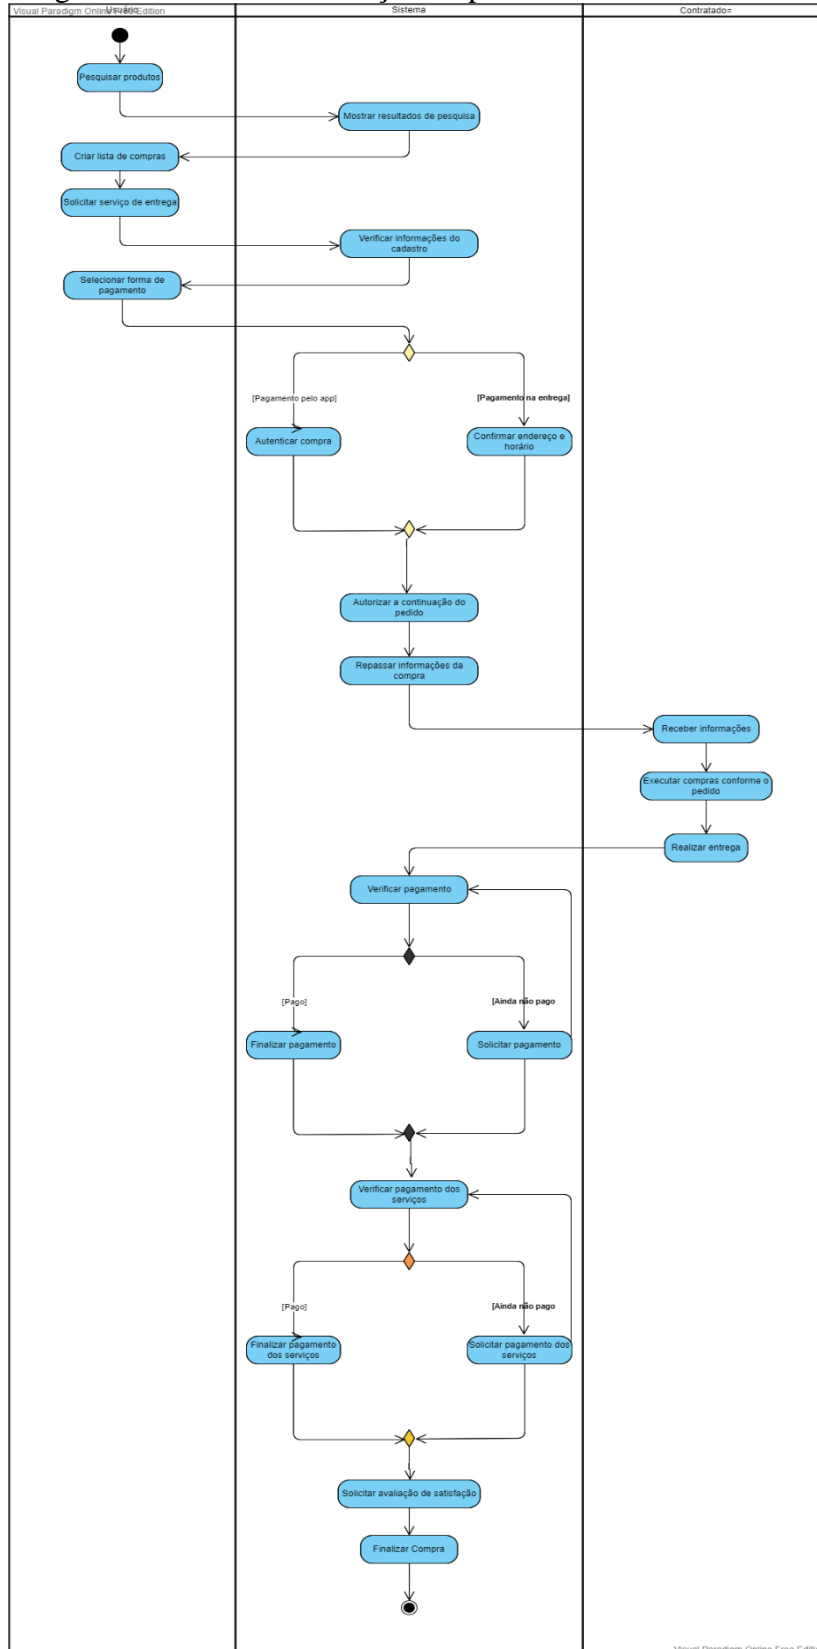 Visual Paradigm Online Free Edition
Usuário
Sistema
Contratado=
Pesquisar produtos
Mostrar resultados de pesquisa
Criar lista de compras
Solicitar serviço de entrega
Verificar informações do
cadastro
Selecionar forma de
pagamento
[Pagamento pelo app]
[Pagamento na entrega]
Autenticar compra
Confirmar endereço e
horário
Autorizar a continuação do
pedido
Repassar informações da
compra
Receber informações
Executar compras conforme o
pedido
Realizar entrega
Verificar pagamento
[Pago]
[Ainda não pago
Finalizar pagamento
Solicitar pagamento
Verificar pagamento dos
serviços
[Pago]
[Ainda não pago
Finalizar pagamento
dos serviços
Solicitar pagamento dos
serviços
Solicitar avaliação de satisfação
Finalizar Compra